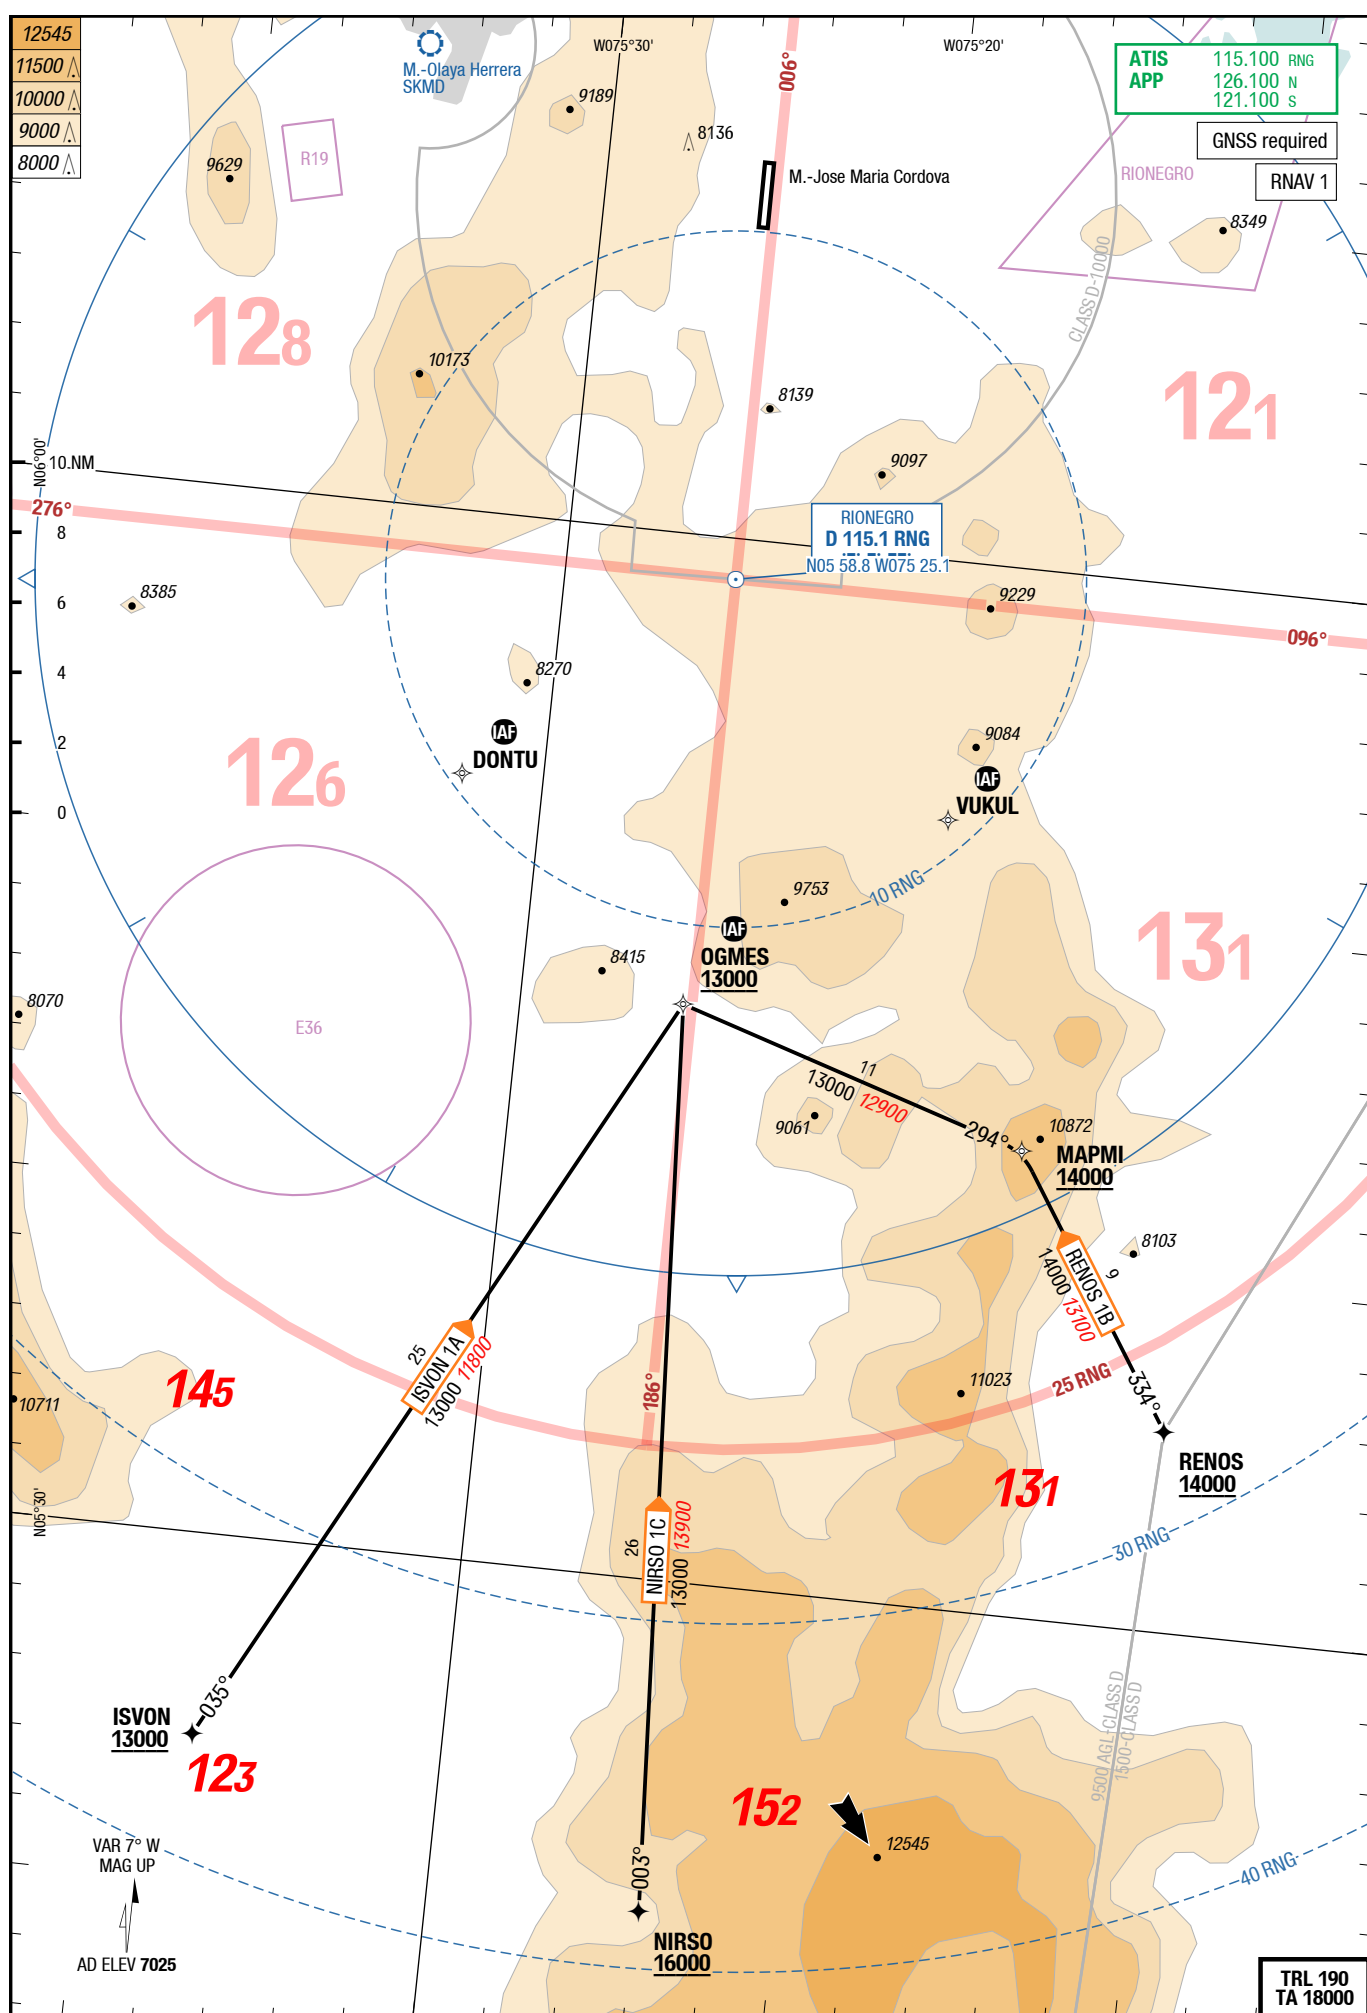 12545
11500
10000
9000
8000
M.-Olaya Herrera
SKMD
W075°30'
W075°20'
006°
ATIS 115.100 RNG
APP 126.100 N
121.100 S
GNSS required
RNAV 1
9189
8136
9629
R19
M.-Jose Maria Cordova
RIONEGRO
8349
CLASS D-10000
128
10173
8139
121
N06°00'
10 NM
9097
276°
8
RIONEGRO
D 115.1 RNG
N05 58.8 W075 25.1
8385
6
9229
096°
4
8270
IAF
DONTU
2
9084
IAF
VUKUL
126
0
9753
10 RNG
IAF
OGMES
13000
131
8415
8070
E36
11
13000 12900
9061
294°
10872
MAPMI
14000
8103
RENOS 1B
9
14000 13100
25
ISVON 1A
13000 11800
145
10711
186°
11023
25 RNG
334°
RENOS
14000
131
N05°30'
26
NIRSO 1C
13000 13900
30 RNG
035°
ISVON
13000
123
9500 AGL-CLASS D
1500-CLASS D
152
12545
VAR 7° W
MAG UP
003°
40 RNG
NIRSO
16000
AD ELEV 7025
TRL 190
TA 18000